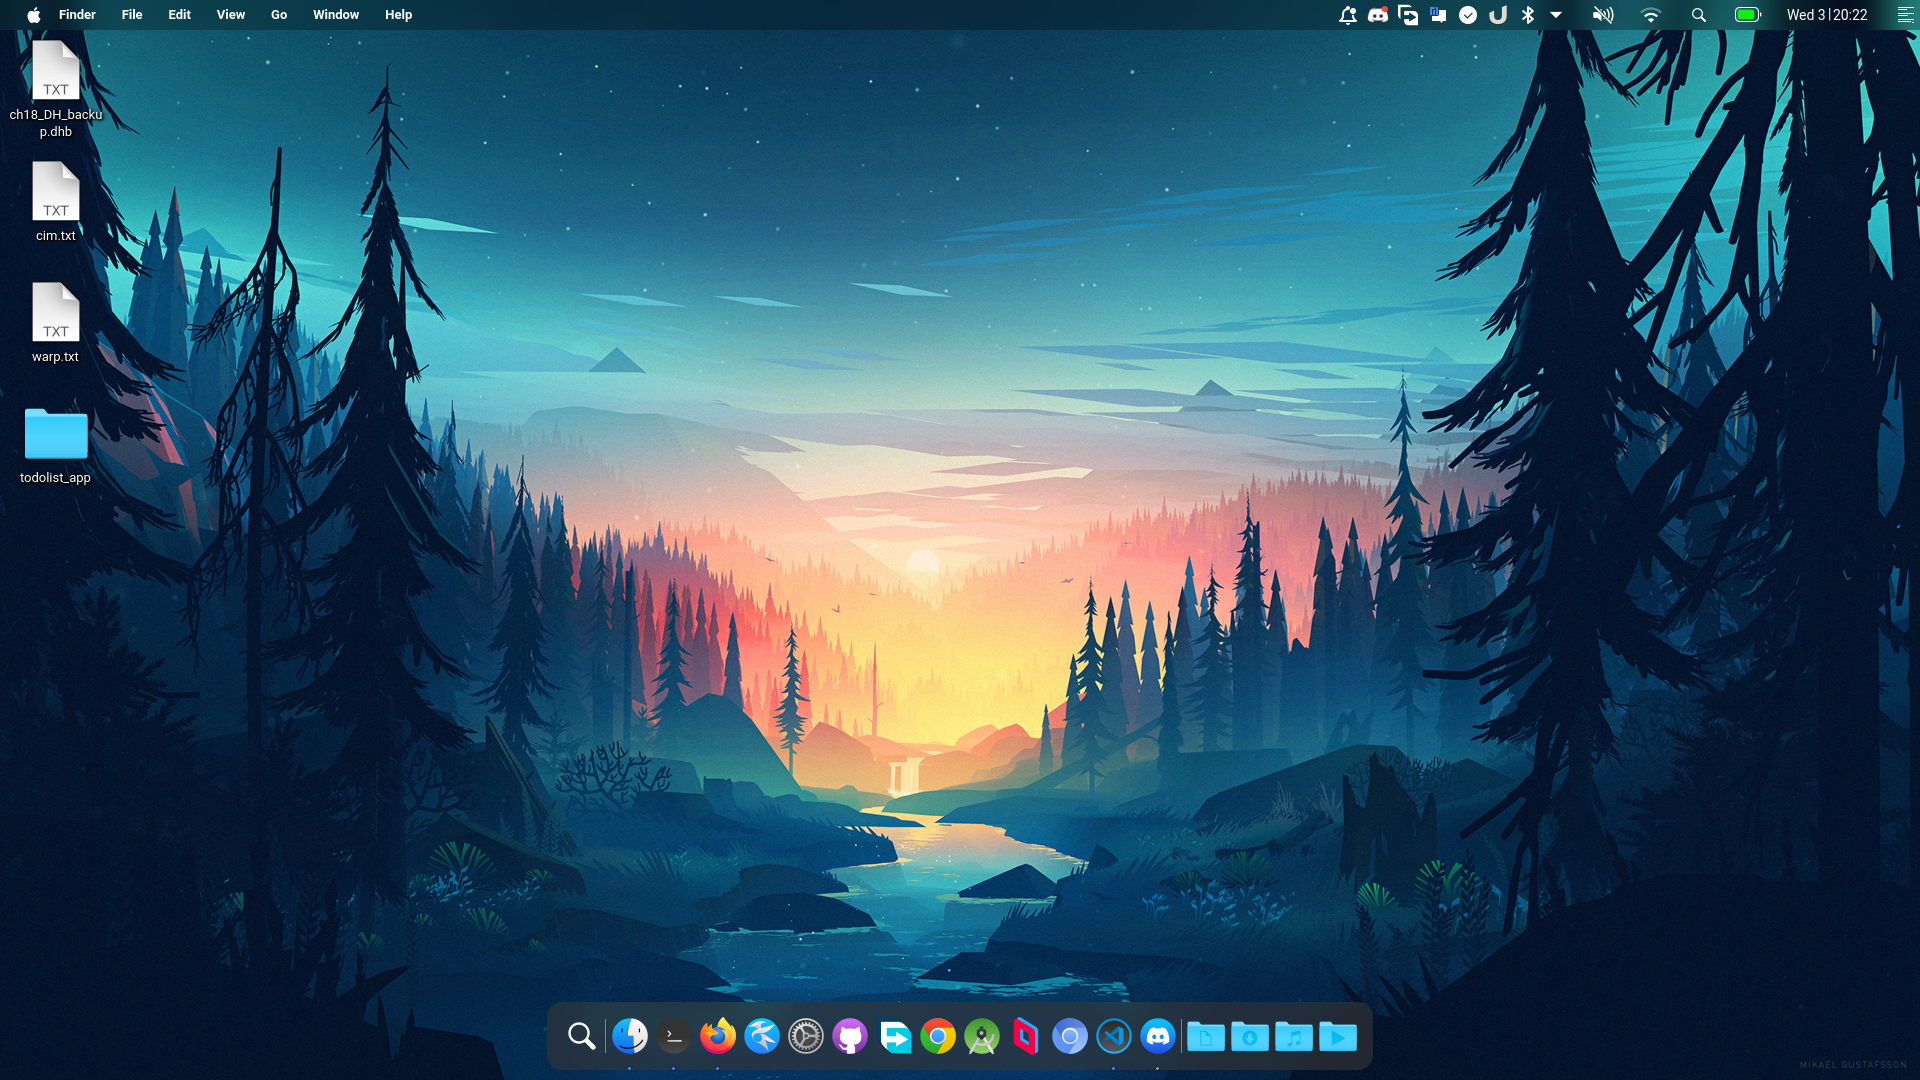 Finder File Edit View Go Window Help
Wed 3|20:22
TXT
ch18_DH_backu
p.dhb
TXT
cim.txt
TXT
warp.txt
todolist_app
MIKAEL GUSTAFSSON